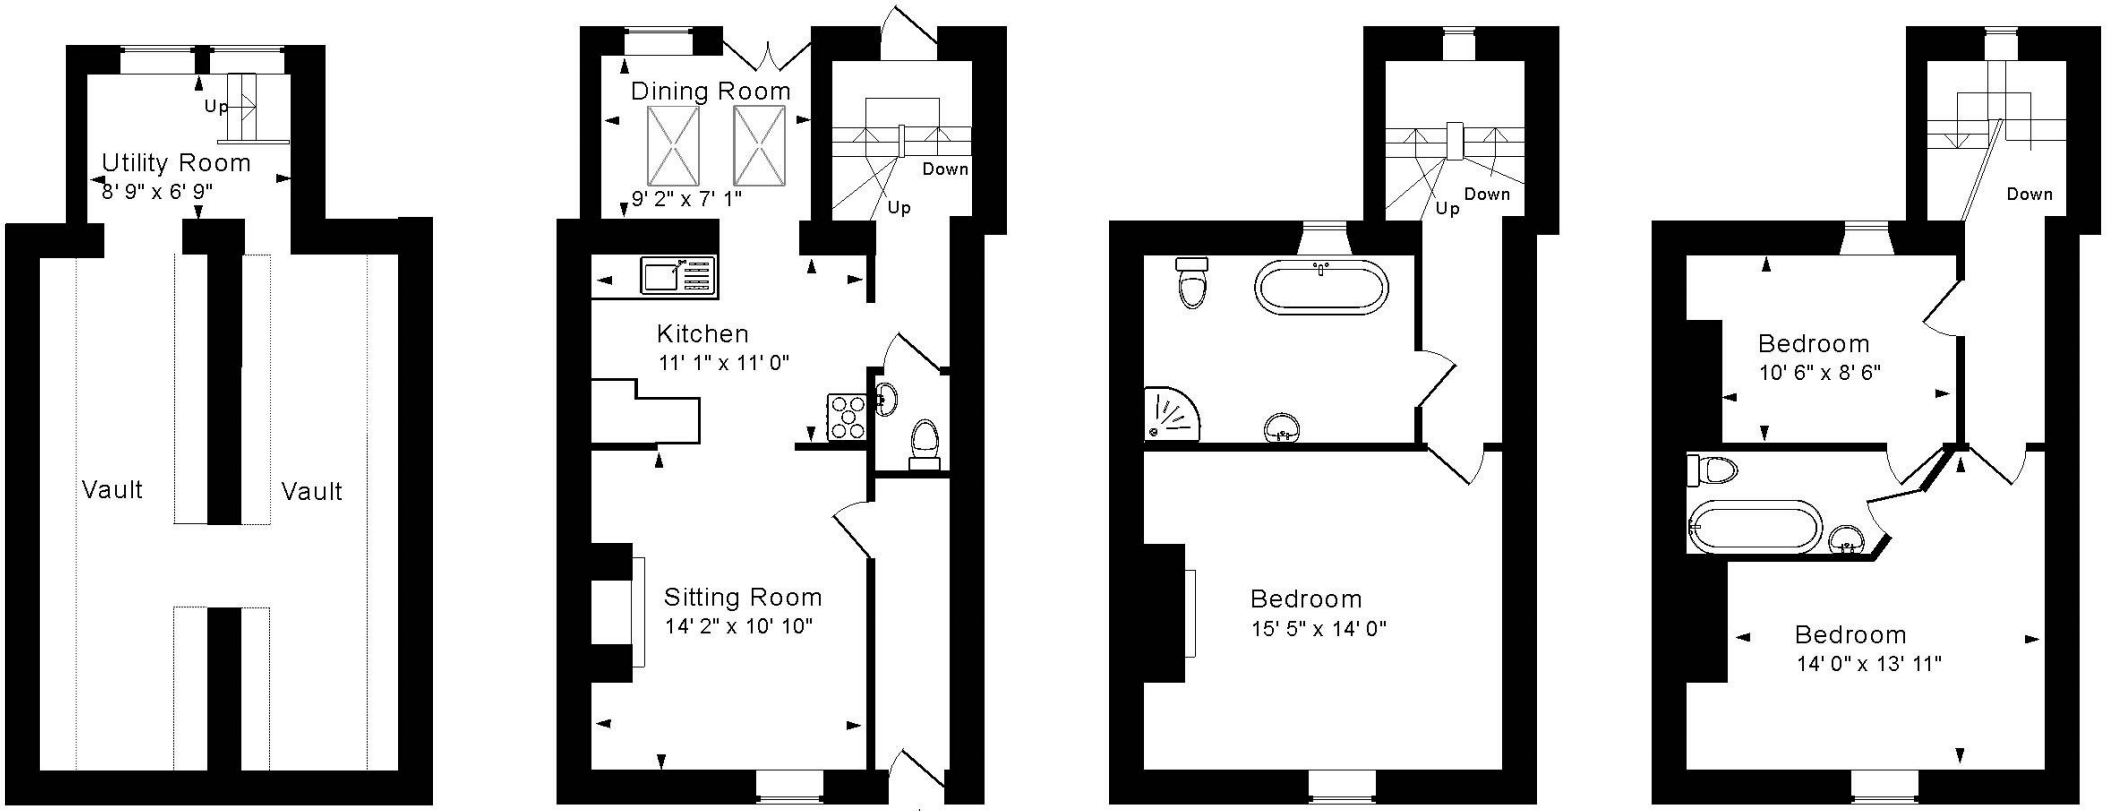 Up
Utility Room
8' 9" x 6' 9"
Vault
Vault
Dining Room
9' 2" x 7' 1"
Down
Up
Kitchen
11' 1" x 11' 0"
Sitting Room
14' 2" x 10' 10"
Down
Up
Bedroom
15' 5" x 14' 0"
Down
Bedroom
10' 6" x 8' 6"
Bedroom
14' 0" x 13' 11"